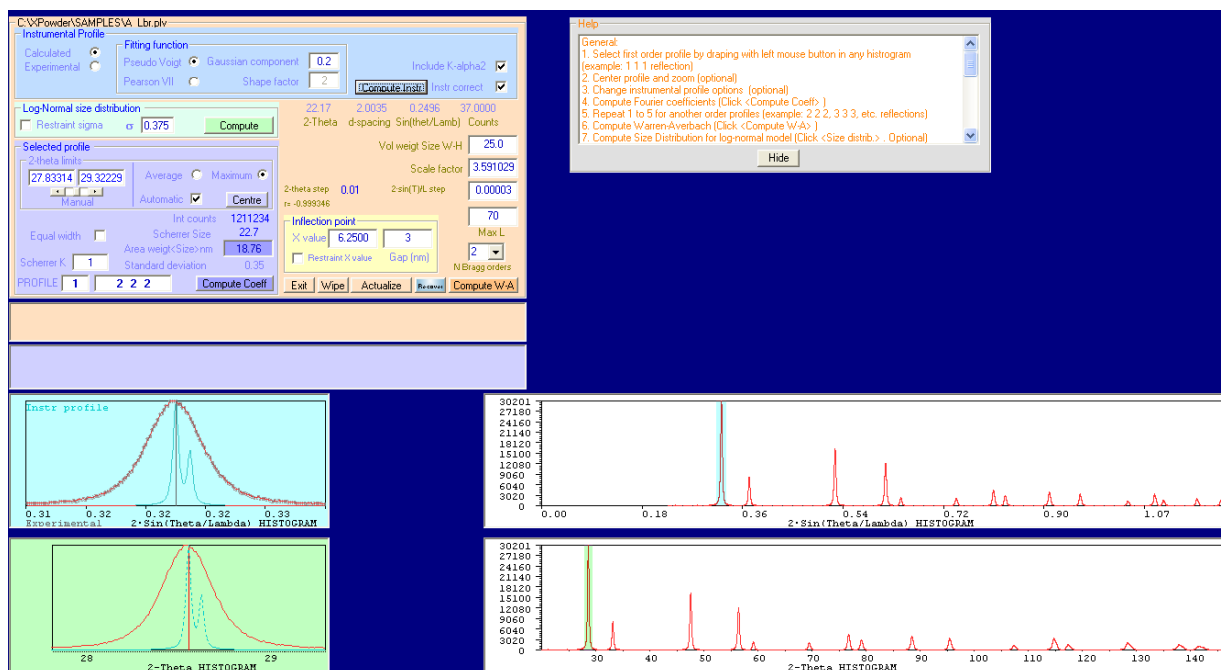 C:\XPowder\SAMPLES\A_Lbr.plv
Instrumental Profile
Calculated
Experimental
Fitting function
Pseudo Voigt Gaussian component 0.2
Pearson VII Shape factor 2
Include K-alpha2
Compute Instr Instr correct
Log-Normal size distribution
Restraint sigma σ 0.375 Compute
22.17 2.0035 0.2496 37.0000
2-Theta d-spacing Sin(thet/Lamb) Hoarded Counts
Vol weigt Size W-H 25.0
Scale factor 3.591029
2-theta step 0.01 2·sin(T)/L step 0.00003
r= -0.999346
70
Max L
2
N Bragg orders
Selected profile
2-theta limits
27.83314 29.32229
Manual
Average Maximum
Automatic Centre
Int counts 1211234
Equal width Scherrer Size 22.7
Area weigt<Size>nm 18.76
Scherrer K 1 Standard deviation 0.35
PROFILE 1 2 2 2 Compute Coeff
Inflection point
X value 6.2500 3
Restraint X value Gap (nm)
Exit Wipe Actualize Recover Compute W-A
Help
General:
1. Select first order profile by draping with left mouse button in any histrogram
(example: 1 1 1 reflection)
2. Center profile and zoom (optional)
3. Change instrumental profile options (optional)
4. Compute Fourier coefficients (Click <Compute Coeff> )
5. Repeat 1 to 5 for another order profiles (example: 2 2 2, 3 3 3, etc. reflections)
6. Compute Warren-Averbach (Click <Compute W-A> )
7. Compute Size Distribution for log-normal model (Click <Size distrib.> . Optional)
Hide
Instr profile
0.31 0.32 0.32 0.32 0.33
Experimental 2·Sin(Theta/Lambda) HISTOGRAM
30201
27180
24160
21140
18120
15100
12080
9060
6040
3020
0
0.00 0.18 0.36 0.54 0.72 0.90 1.07
2·Sin(Theta/Lambda) HISTOGRAM
28 29
2-Theta HISTOGRAM
30201
27180
24160
21140
18120
15100
12080
9060
6040
3020
0
30 40 50 60 70 80 90 100 110 120 130 140
2-Theta HISTOGRAM